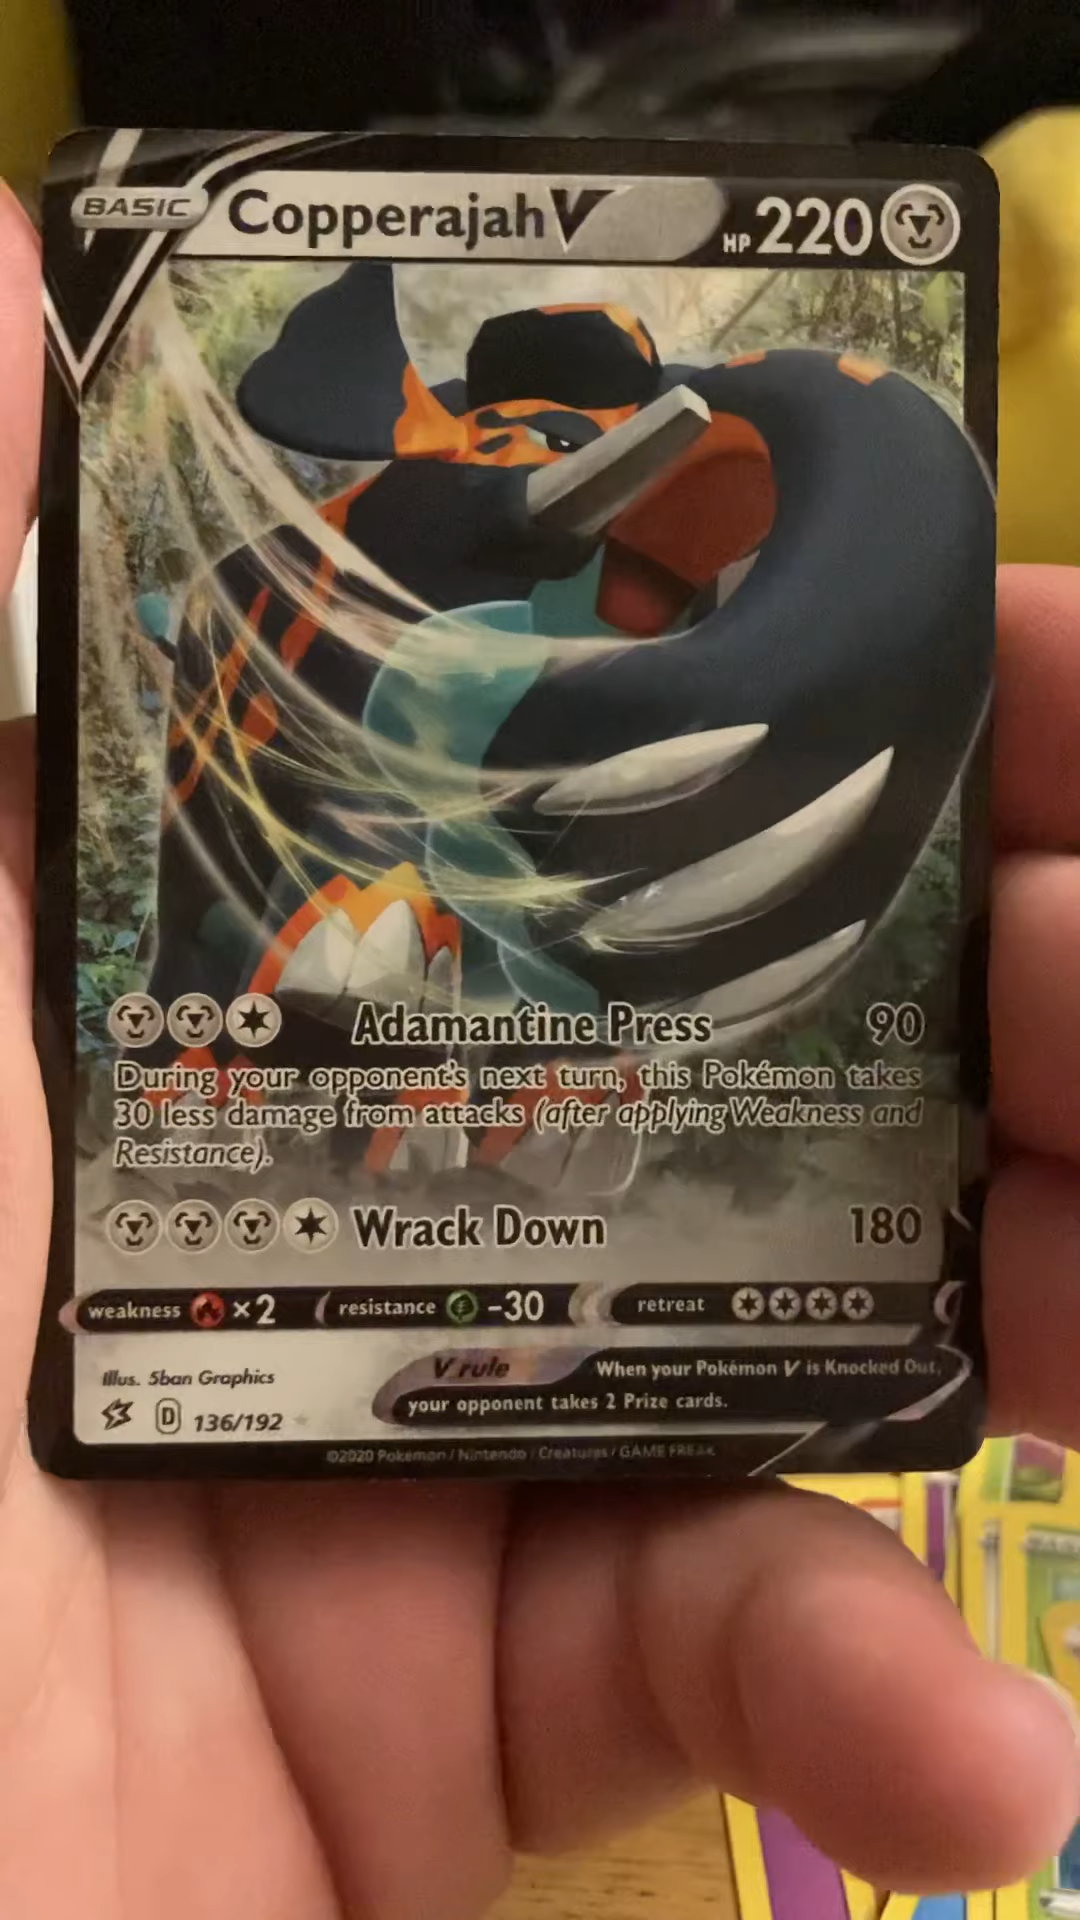 BASIC
Copperajah V
HP 220
Adamantine Press 90
During your opponent's next turn, this Pokémon takes
30 less damage from attacks (after applying Weakness and
Resistance).
Wrack Down 180
weakness ×2 resistance -30 retreat
Illus. 5ban Graphics
V rule When your Pokémon V is Knocked Out,
your opponent takes 2 Prize cards.
D 136/192
©2020 Pokémon / Nintendo / Creatures / GAME FREAK